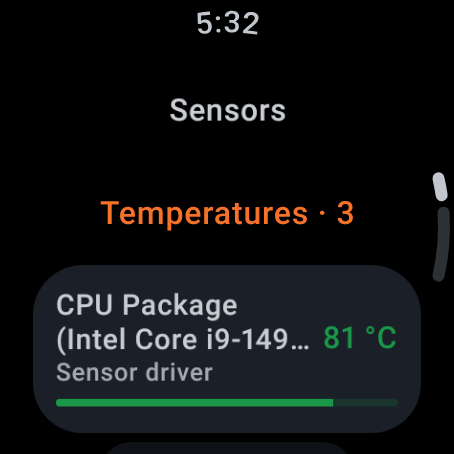 5:32
Sensors
Temperatures · 3
CPU Package
(Intel Core i9-149… 81 °C
Sensor driver